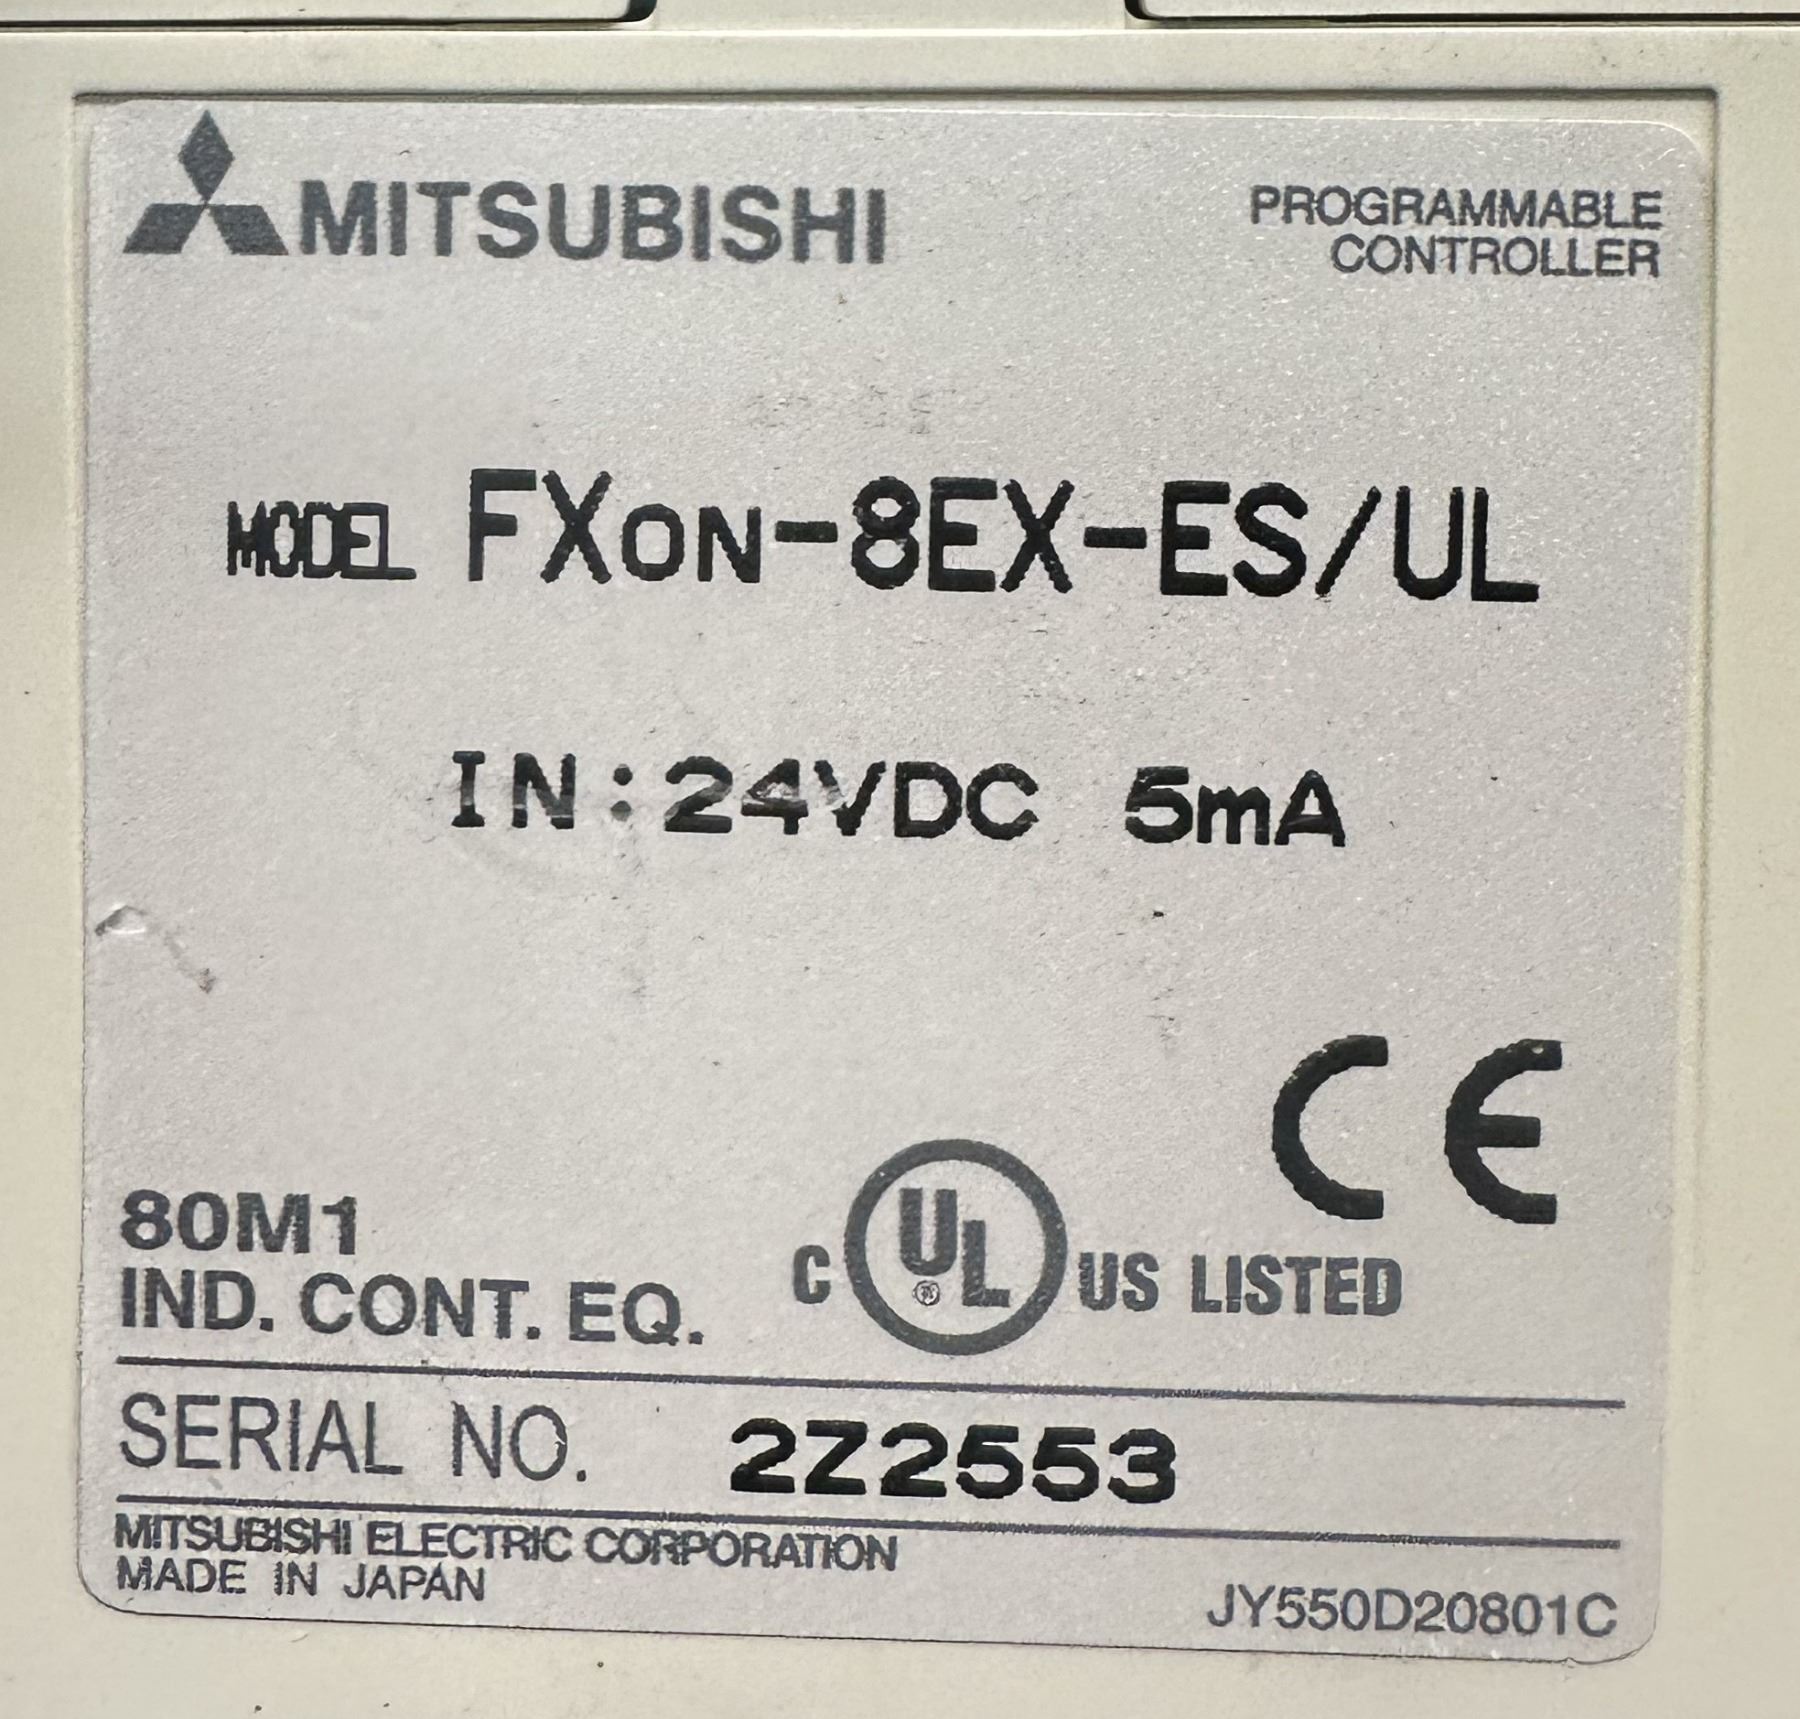 MITSUBISHI
PROGRAMMABLE
CONTROLLER
MODEL FX0N-8EX-ES/UL
IN:24VDC 5mA
CE
80M1
IND. CONT. EQ.
C UL ® US LISTED
SERIAL NO. 2Z2553
MITSUBISHI ELECTRIC CORPORATION
MADE IN JAPAN
JY550D20801C